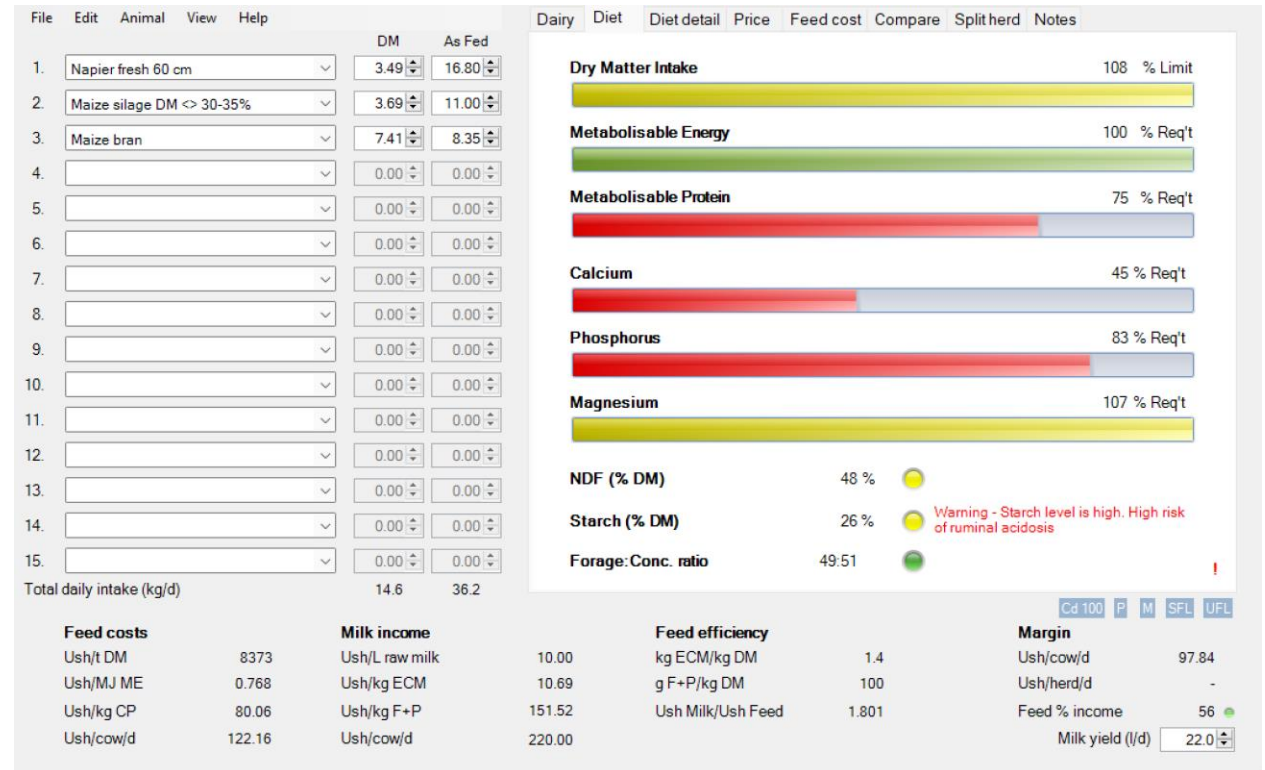 File Edit Animal View Help
DM As Fed
1. Napier fresh 60 cm 3.49 16.80
2. Maize silage DM <> 30-35% 3.69 11.00
3. Maize bran 7.41 8.35
4. 0.00 0.00
5. 0.00 0.00
6. 0.00 0.00
7. 0.00 0.00
8. 0.00 0.00
9. 0.00 0.00
10. 0.00 0.00
11. 0.00 0.00
12. 0.00 0.00
13. 0.00 0.00
14. 0.00 0.00
15. 0.00 0.00
Total daily intake (kg/d) 14.6 36.2
Dairy Diet Diet detail Price Feed cost Compare Split herd Notes
Dry Matter Intake 108 % Limit
Metabolisable Energy 100 % Req't
Metabolisable Protein 75 % Req't
Calcium 45 % Req't
Phosphorus 83 % Req't
Magnesium 107 % Req't
NDF (% DM) 48 %
Starch (% DM) 26 %
Warning - Starch level is high. High risk
of ruminal acidosis
Forage:Conc. ratio 49:51
!
Cd 100 P M SFL UFL
Feed costs
Ush/t DM 8373
Ush/MJ ME 0.768
Ush/kg CP 80.06
Ush/cow/d 122.16
Milk income
Ush/L raw milk 10.00
Ush/kg ECM 10.69
Ush/kg F+P 151.52
Ush/cow/d 220.00
Feed efficiency
kg ECM/kg DM 1.4
g F+P/kg DM 100
Ush Milk/Ush Feed 1.801
Margin
Ush/cow/d 97.84
Ush/herd/d -
Feed % income 56
Milk yield (l/d) 22.0